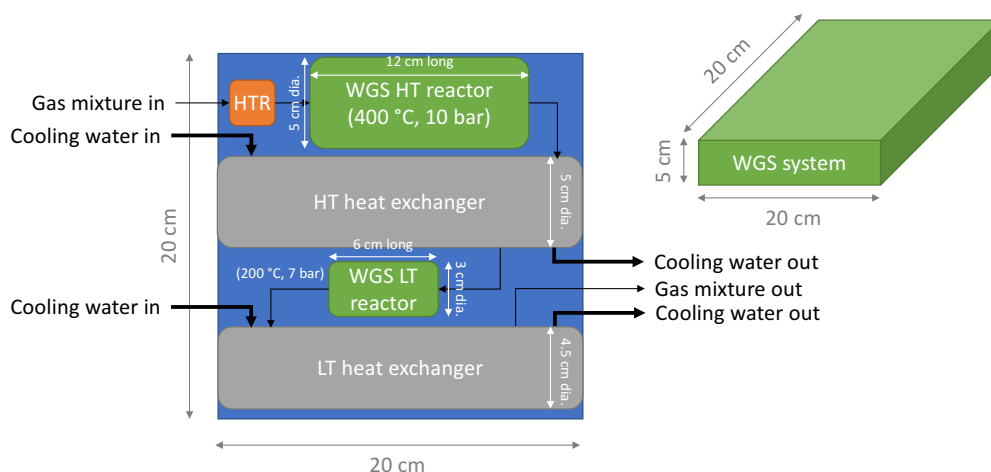 12 cm long
WGS HT reactor
(400 °C, 10 bar)
5 cm dia.
HTR
Gas mixture in
Cooling water in
HT heat exchanger
5 cm dia.
20 cm
6 cm long
(200 °C, 7 bar)
WGS LT
reactor
3 cm dia.
Cooling water in
Cooling water out
Gas mixture out
Cooling water out
LT heat exchanger
4.5 cm dia.
20 cm
20 cm
5 cm
WGS system
20 cm